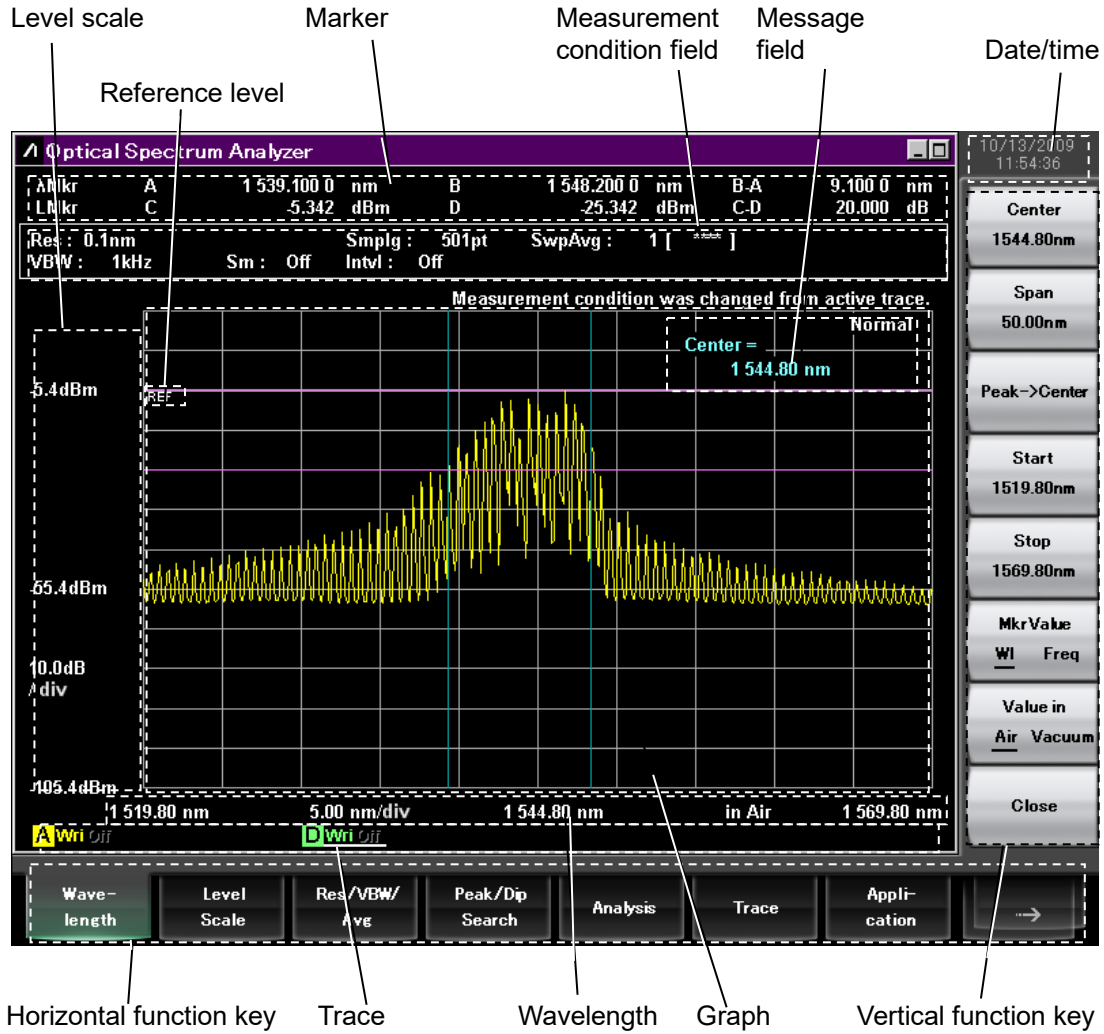 Level scale
Marker
Measurement condition field
Message field
Date/time
Reference level
Optical Spectrum Analyzer
10/13/2009
11:54:36
λMkr A 1 539.100 0 nm B 1 548.200 0 nm B-A 9.100 0 nm
LMkr C -5.342 dBm D -25.342 dBm C-D 20.000 dB
Res : 0.1nm Smplg : 501pt SwpAvg : 1 [ **** ]
VBW : 1kHz Sm : Off Intvl : Off
Measurement condition was changed from active trace.
Normal
Center =
1 544.80 nm
-5.4dBm
REF
-55.4dBm
10.0dB
/ div
-105.4dBm
1 519.80 nm 5.00 nm/div 1 544.80 nm in Air 1 569.80 nm
A Wri Off D Wri Off
Center
1544.80nm
Span
50.00nm
Peak->Center
Start
1519.80nm
Stop
1569.80nm
MkrValue
Wl Freq
Value in
Air Vacuum
Close
Wave-
length
Level
Scale
Res/VBW/
Avg
Peak/Dip
Search
Analysis
Trace
Appli-
cation
Horizontal function key
Trace
Wavelength
Graph
Vertical function key